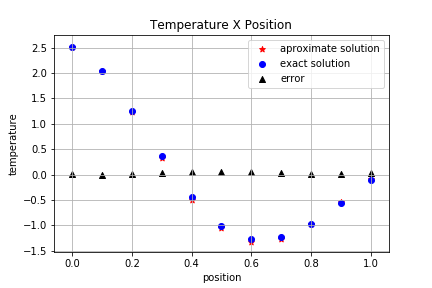 Temperature X Position
aproximate solution
exact solution
error
temperature
2.5
2.0
1.5
1.0
0.5
0.0
−0.5
−1.0
−1.5
0.0 0.2 0.4 0.6 0.8 1.0
position